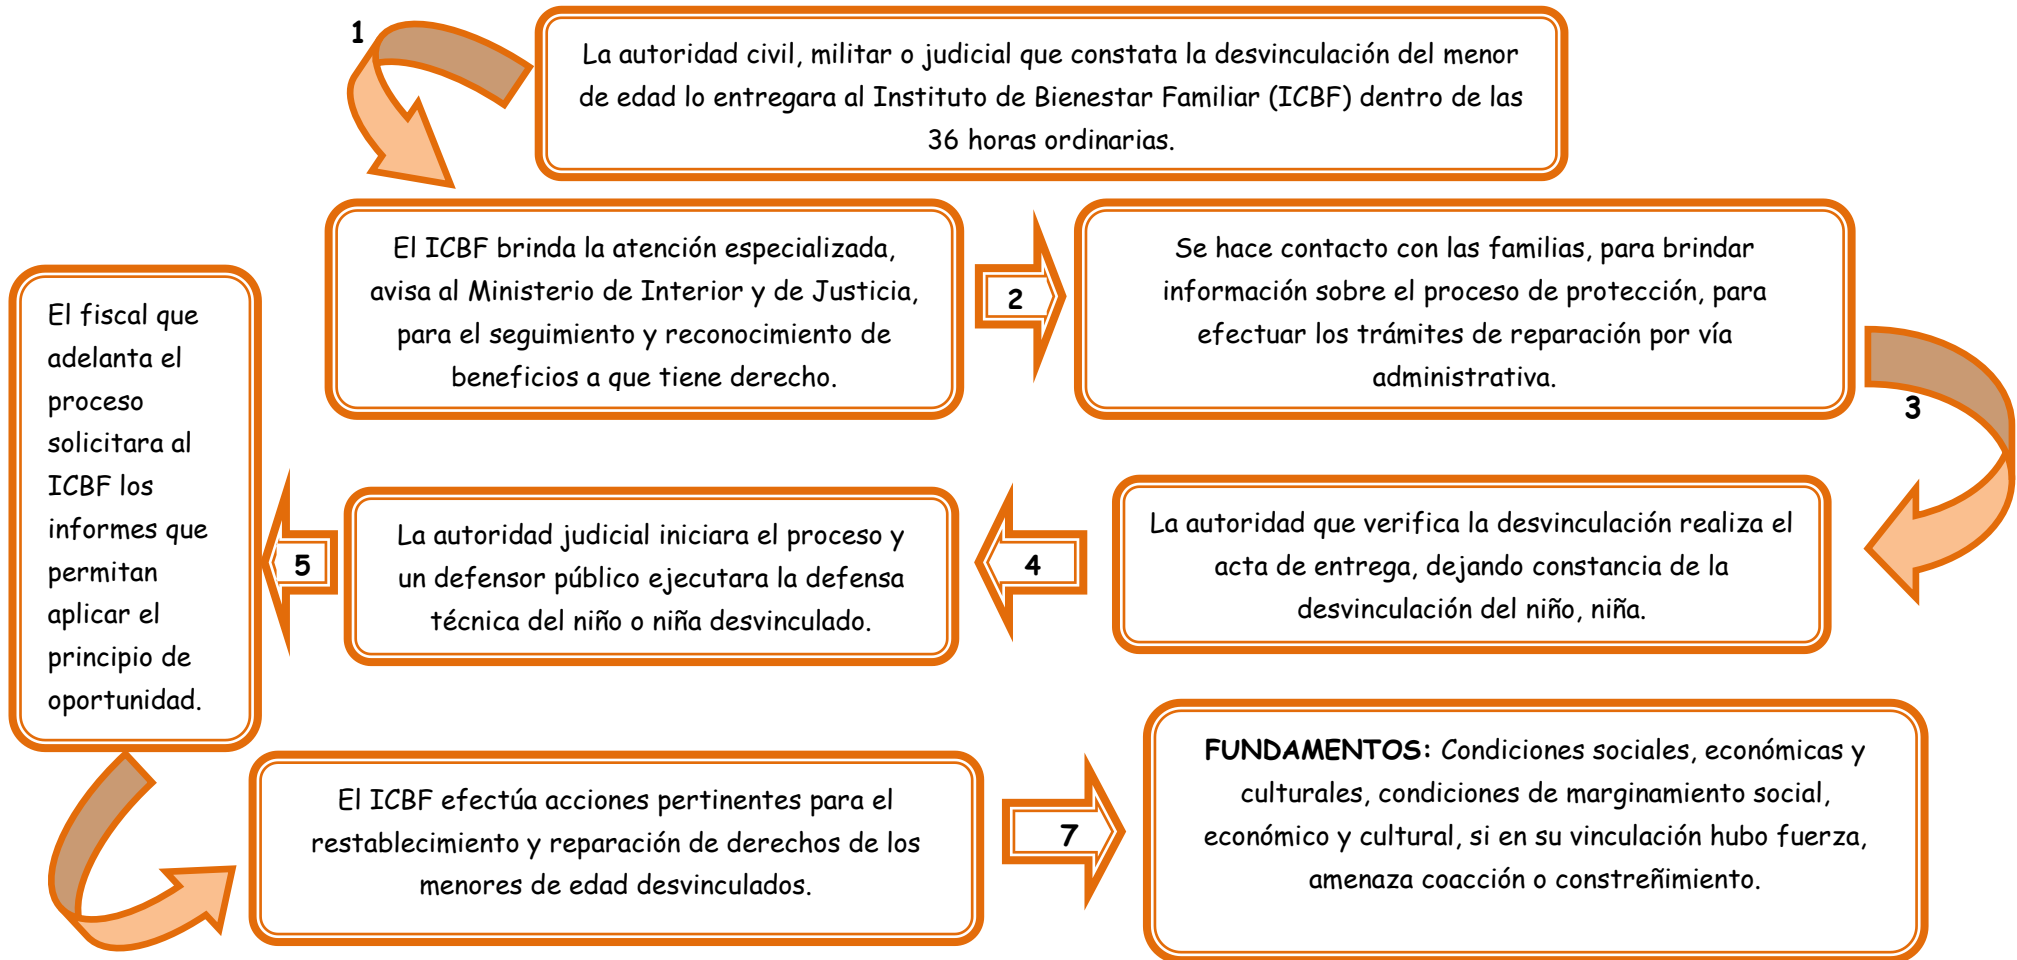 1
La autoridad civil, militar o judicial que constata la desvinculación del menor
de edad lo entregara al Instituto de Bienestar Familiar (ICBF) dentro de las
36 horas ordinarias.
El ICBF brinda la atención especializada,
avisa al Ministerio de Interior y de Justicia,
para el seguimiento y reconocimiento de
beneficios a que tiene derecho.
2
Se hace contacto con las familias, para brindar
información sobre el proceso de protección, para
efectuar los trámites de reparación por vía
administrativa.
3
La autoridad que verifica la desvinculación realiza el
acta de entrega, dejando constancia de la
desvinculación del niño, niña.
4
La autoridad judicial iniciara el proceso y
un defensor público ejecutara la defensa
técnica del niño o niña desvinculado.
5
El fiscal que
adelanta el
proceso
solicitara al
ICBF los
informes que
permitan
aplicar el
principio de
oportunidad.
El ICBF efectúa acciones pertinentes para el
restablecimiento y reparación de derechos de los
menores de edad desvinculados.
7
FUNDAMENTOS: Condiciones sociales, económicas y
culturales, condiciones de marginamiento social,
económico y cultural, si en su vinculación hubo fuerza,
amenaza coacción o constreñimiento.